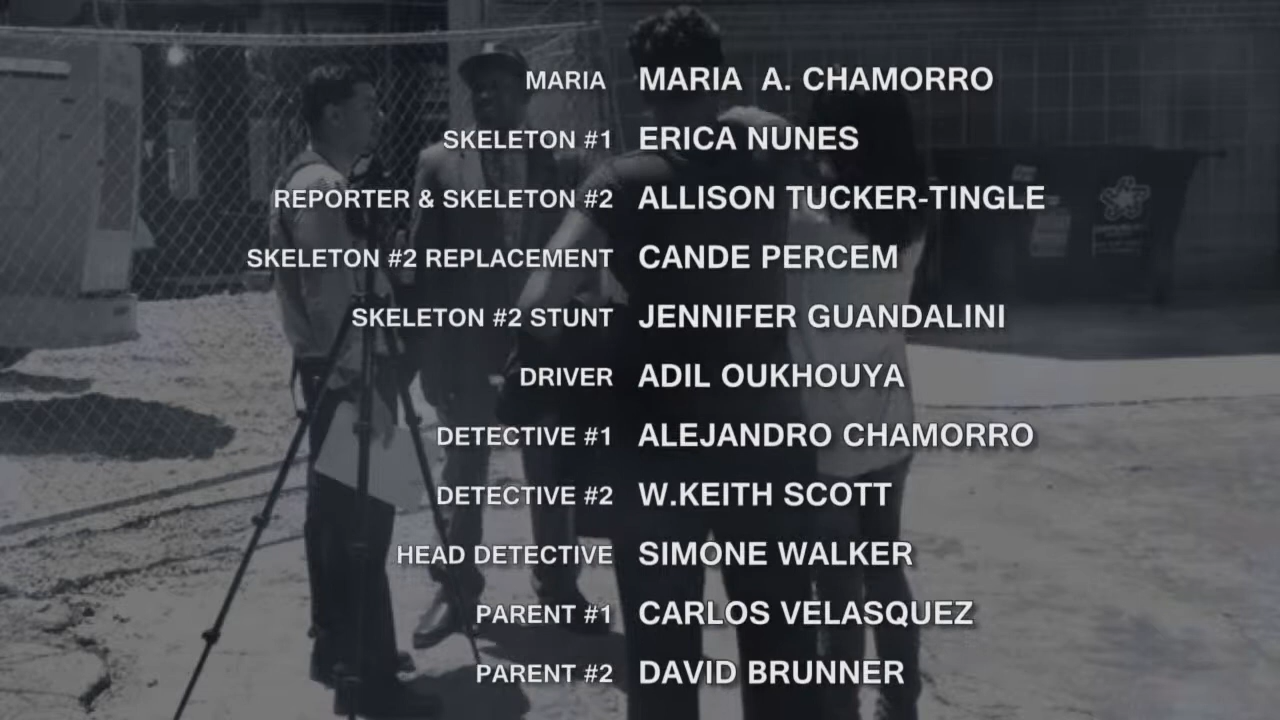 MARIA MARIA A. CHAMORRO
SKELETON #1 ERICA NUNES
REPORTER & SKELETON #2 ALLISON TUCKER-TINGLE
SKELETON #2 REPLACEMENT CANDE PERCEM
SKELETON #2 STUNT JENNIFER GUANDALINI
DRIVER ADIL OUKHOUYA
DETECTIVE #1 ALEJANDRO CHAMORRO
DETECTIVE #2 W.KEITH SCOTT
HEAD DETECTIVE SIMONE WALKER
PARENT #1 CARLOS VELASQUEZ
PARENT #2 DAVID BRUNNER